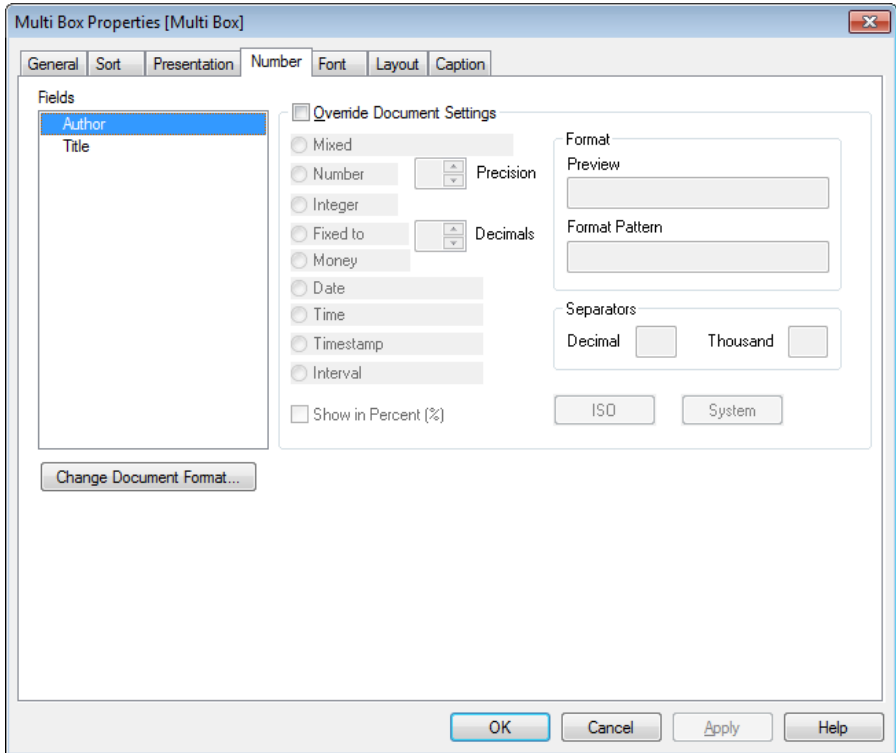 Multi Box Properties [Multi Box]
General Sort Presentation Number Font Layout Caption
Fields
Author
Title
Override Document Settings
Mixed
Number Precision
Integer
Fixed to Decimals
Money
Date
Time
Timestamp
Interval
Show in Percent (%)
Format
Preview
Format Pattern
Separators
Decimal Thousand
ISO System
Change Document Format...
OK Cancel Apply Help